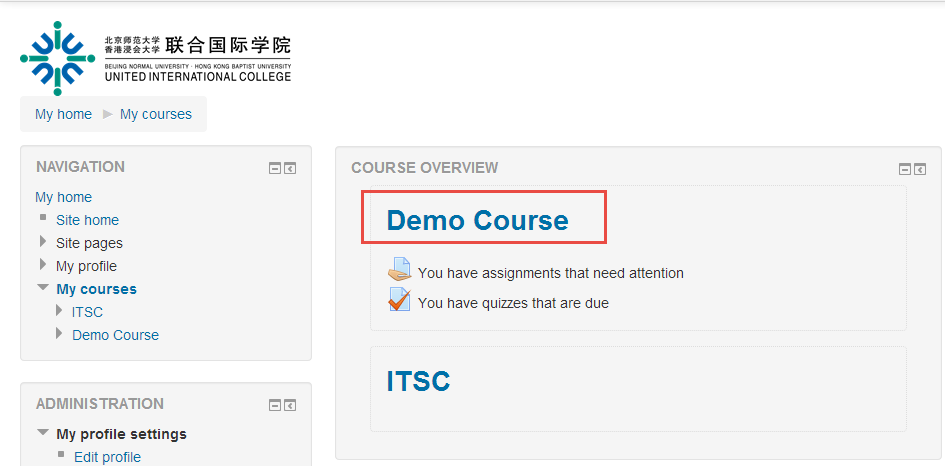 北京师范大学
香港浸会大学
联合国际学院
BEIJING NORMAL UNIVERSITY · HONG KONG BAPTIST UNIVERSITY
UNITED INTERNATIONAL COLLEGE
My home ► My courses
NAVIGATION
My home
Site home
Site pages
My profile
My courses
ITSC
Demo Course
ADMINISTRATION
My profile settings
Edit profile
COURSE OVERVIEW
Demo Course
You have assignments that need attention
You have quizzes that are due
ITSC